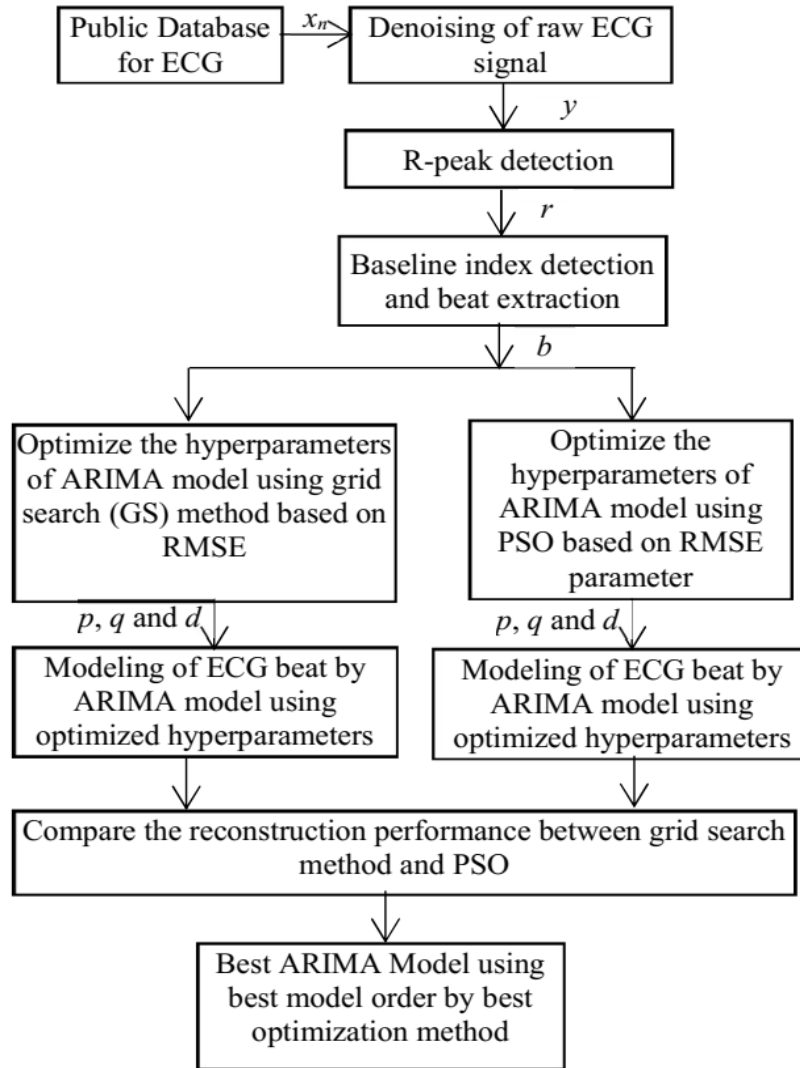 Public Database
for ECG
xn
Denoising of raw ECG
signal
y
R-peak detection
r
Baseline index detection
and beat extraction
b
Optimize the hyperparameters
of ARIMA model using grid
search (GS) method based on
RMSE
Optimize the
hyperparameters of
ARIMA model using
PSO based on RMSE
parameter
p, q and d
p, q and d
Modeling of ECG beat by
ARIMA model using
optimized hyperparameters
Modeling of ECG beat by
ARIMA model using
optimized hyperparameters
Compare the reconstruction performance between grid search
method and PSO
Best ARIMA Model using
best model order by best
optimization method